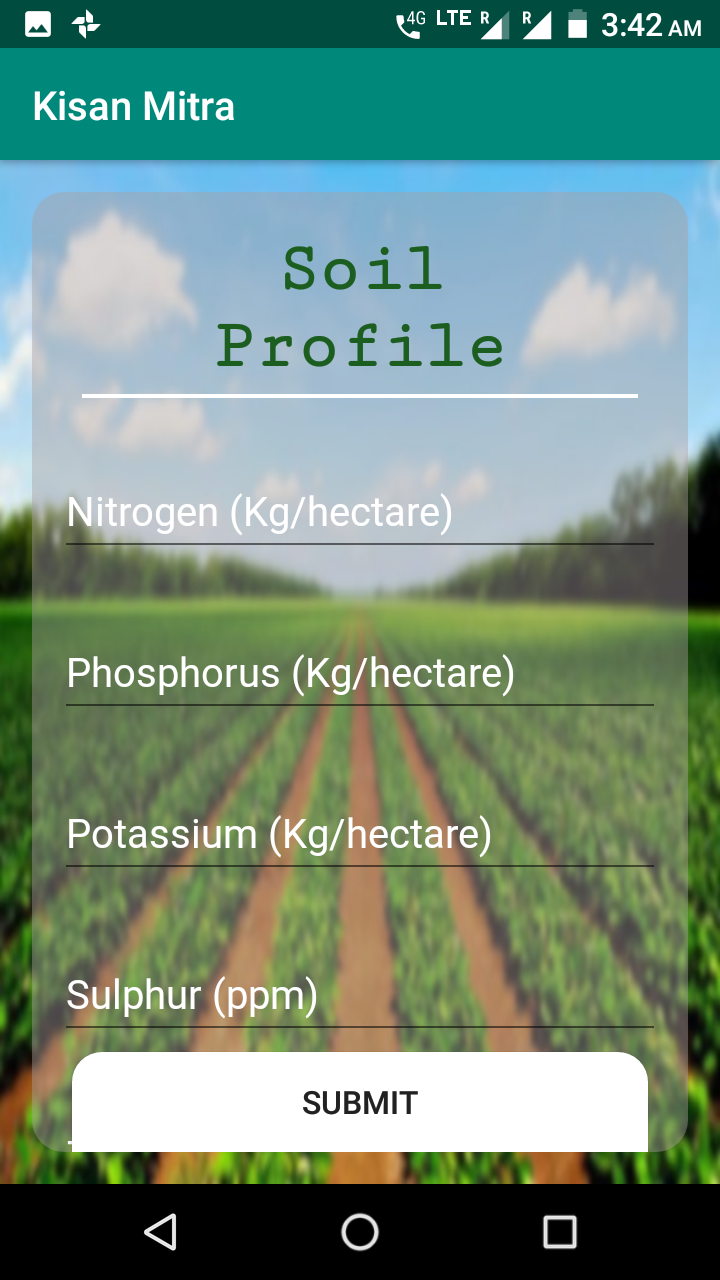 4G LTE R R 3:42 AM
Kisan Mitra
Soil
Profile
Nitrogen (Kg/hectare)
Phosphorus (Kg/hectare)
Potassium (Kg/hectare)
Sulphur (ppm)
SUBMIT